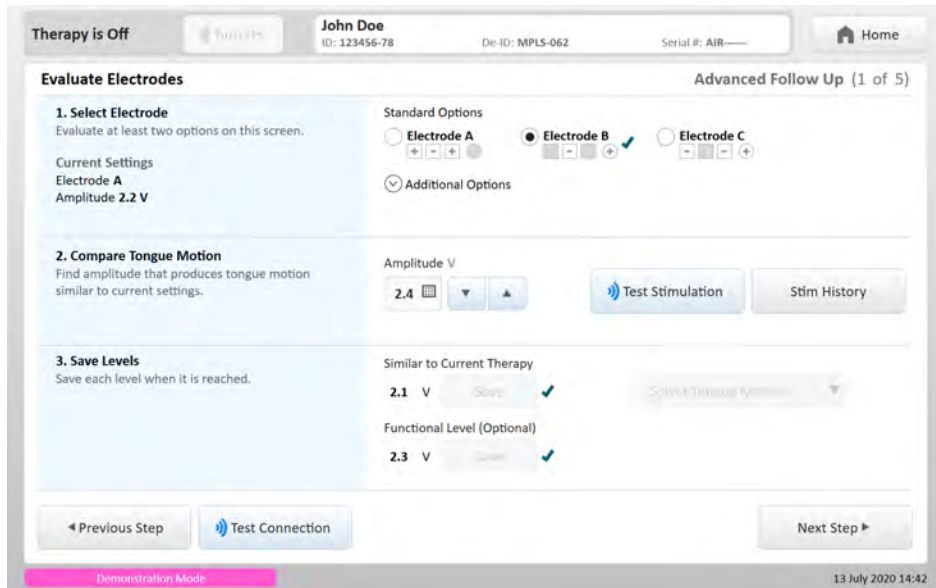 Therapy is Off
John Doe
ID: 123456-78 De-ID: MPLS-062 Serial #: AIR------
Home
Evaluate Electrodes
Advanced Follow Up (1 of 5)
1. Select Electrode
Evaluate at least two options on this screen.
Current Settings
Electrode A
Amplitude 2.2 V
Standard Options
Electrode A
+ - +
Electrode B
- +
Electrode C
- - +
Additional Options
2. Compare Tongue Motion
Find amplitude that produces tongue motion
similar to current settings.
Amplitude V
2.4
Test Stimulation
Stim History
3. Save Levels
Save each level when it is reached.
Similar to Current Therapy
2.1 V Save
Functional Level (Optional)
2.3 V Save
Previous Step
Test Connection
Next Step
Demonstration Mode
13 July 2020 14:42